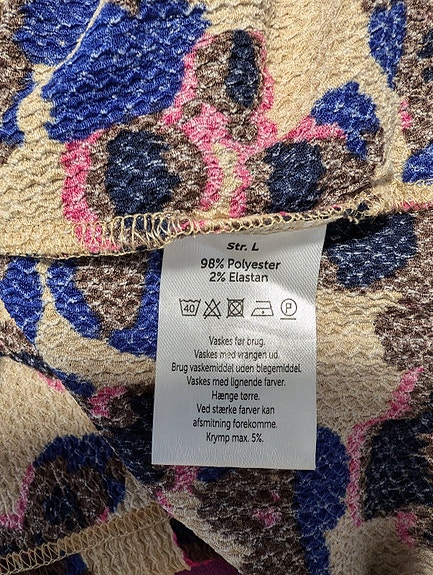 Str. L
98% Polyester
2% Elastan
40 P
Vaskes før brug.
Vaskes med vrangen ud.
Brug vaskemiddel uden blegemiddel.
Vaskes med lignende farver.
Hænge tørre.
Ved stærke farver kan
afsmitning forekomme.
Krymp max. 5%.